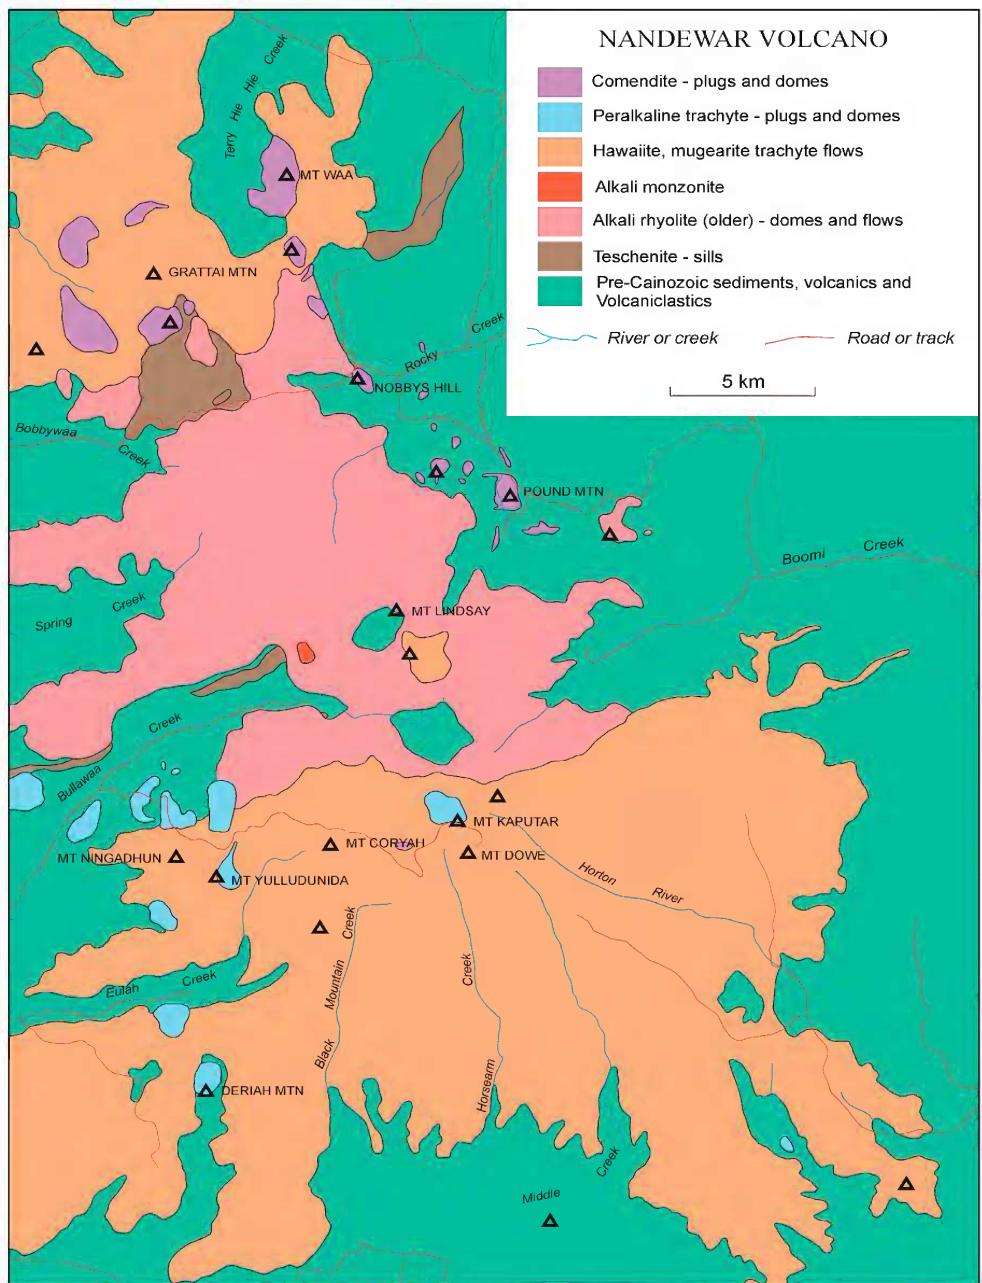 NANDEWAR VOLCANO
Comendite - plugs and domes
Peralkaline trachyte - plugs and domes
Hawaiite, mugearite trachyte flows
Alkali monzonite
Alkali rhyolite (older) - domes and flows
Teschenite - sills
Pre-Cainozoic sediments, volcanics and
Volcaniclastics
River or creek
Road or track
5 km
Terry Hie Hie Creek
MT WAA
GRATTAI MTN
Rocky Creek
NOBBYS HILL
Bobbywaa Creek
POUND MTN
Boomi Creek
Spring Creek
MT LINDSAY
Bullawaa Creek
MT KAPUTAR
MT CORYAH
MT DOWE
MT NINGADHUN
MT YULLUDUNIDA
Horton River
Eulah Creek
Black Mountain Creek
Horsearm Creek
DERIAH MTN
Middle Creek